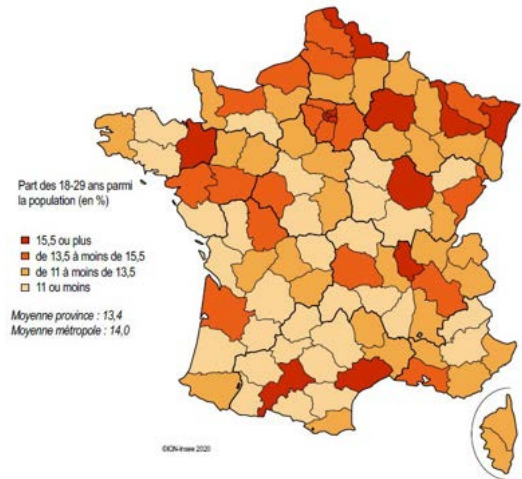 Part des 18-29 ans parmi
la population (en %)
15,5 ou plus
de 13,5 à moins de 15,5
de 11 à moins de 13,5
11 ou moins
Moyenne province : 13,4
Moyenne métropole : 14,0
©IGN-Insee 2020